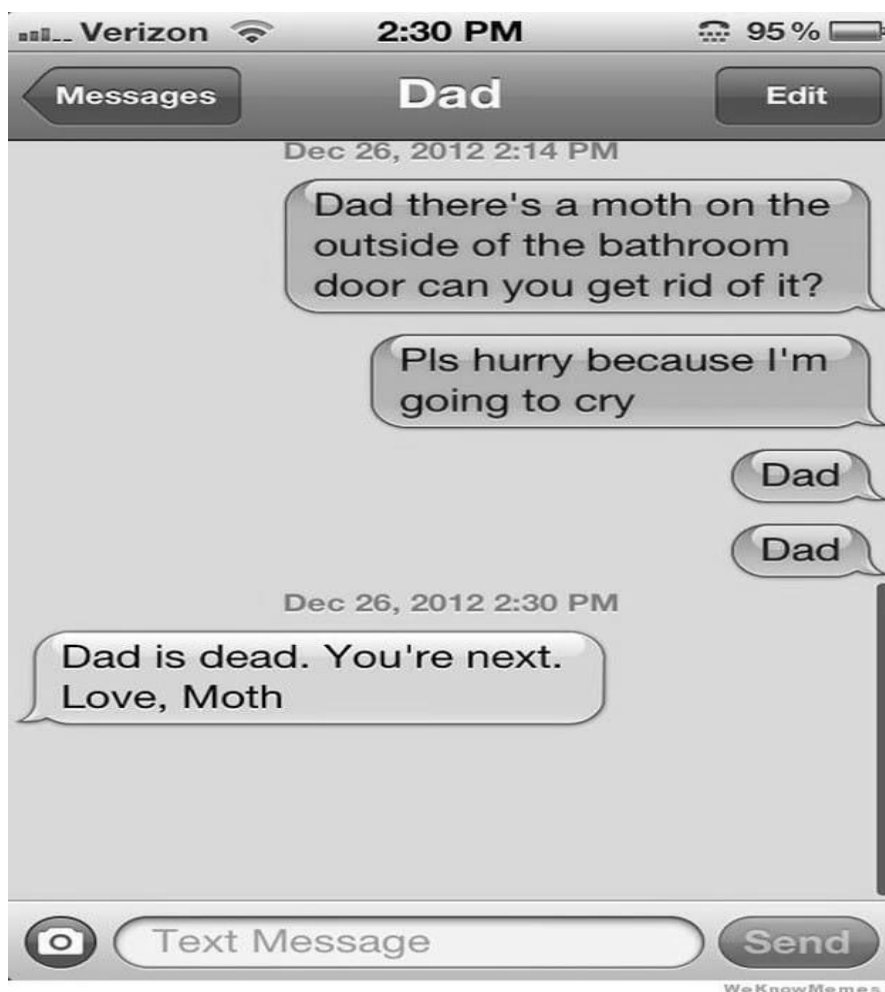 Verizon 2:30 PM 95%
Messages Dad Edit
Dec 26, 2012 2:14 PM
Dad there's a moth on the
outside of the bathroom
door can you get rid of it?
Pls hurry because I'm
going to cry
Dad
Dad
Dec 26, 2012 2:30 PM
Dad is dead. You're next.
Love, Moth
Text Message Send
WeKnowMemes